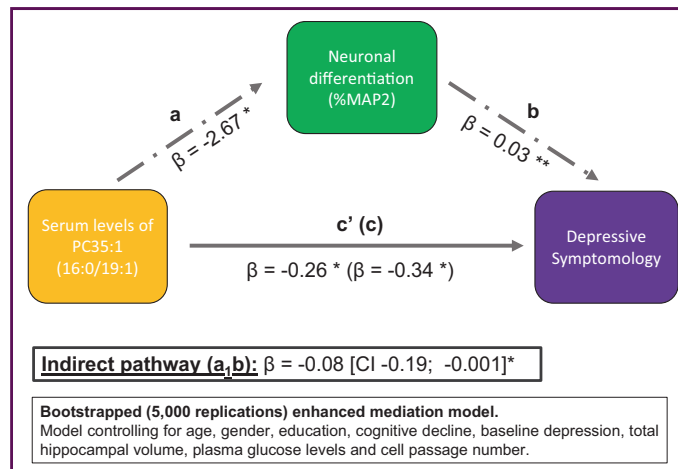 Neuronal
differentiation
(%MAP2)
a
β = -2.67 *
b
β = 0.03 **
Serum levels of
PC35:1
(16:0/19:1)
c' (c)
β = -0.26 * (β = -0.34 *)
Depressive
Symptomology
Indirect pathway (a₁b): β = -0.08 [CI -0.19; -0.001]*
Bootstrapped (5,000 replications) enhanced mediation model.
Model controlling for age, gender, education, cognitive decline, baseline depression, total
hippocampal volume, plasma glucose levels and cell passage number.